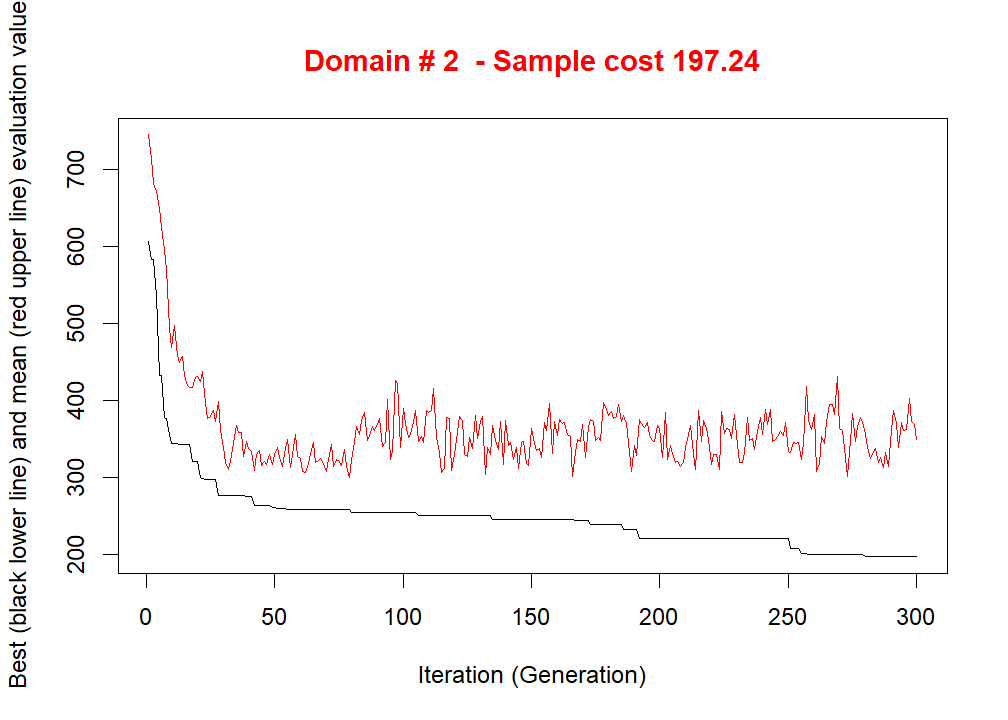 Domain # 2  - Sample cost 197.24
Best (black lower line) and mean (red upper line) evaluation value
700
600
500
400
300
200
0 50 100 150 200 250 300
Iteration (Generation)